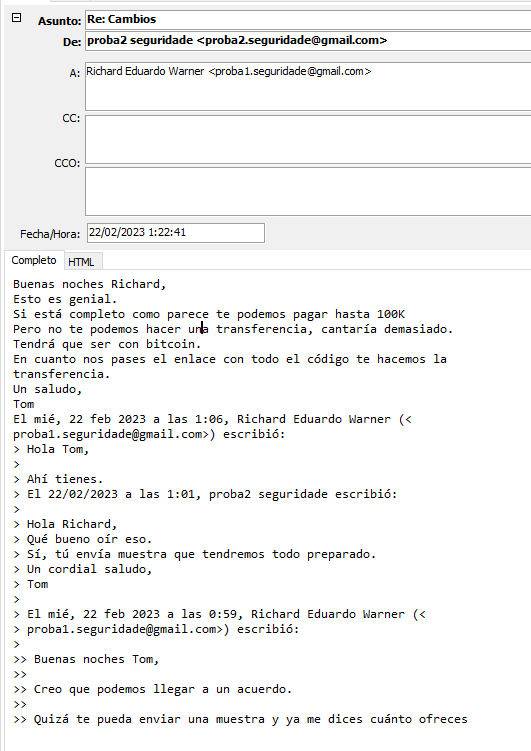 Asunto: Re: Cambios
De: proba2 seguridade <proba2.seguridade@gmail.com>
A: Richard Eduardo Warner <proba1.seguridade@gmail.com>
CC:
CCO:
Fecha/Hora: 22/02/2023 1:22:41
Completo HTML
Buenas noches Richard,
Esto es genial.
Si está completo como parece te podemos pagar hasta 100K
Pero no te podemos hacer una transferencia, cantaría demasiado.
Tendrá que ser con bitcoin.
En cuanto nos pases el enlace con todo el código te hacemos la
transferencia.
Un saludo,
Tom
El mié, 22 feb 2023 a las 1:06, Richard Eduardo Warner (<
proba1.seguridade@gmail.com>) escribió:
> Hola Tom,
>
> Ahí tienes.
> El 22/02/2023 a las 1:01, proba2 seguridade escribió:
>
> Hola Richard,
> Qué bueno oír eso.
> Sí, tú envía muestra que tendremos todo preparado.
> Un cordial saludo,
> Tom
>
> El mié, 22 feb 2023 a las 0:59, Richard Eduardo Warner (<
> proba1.seguridade@gmail.com>) escribió:
>
>> Buenas noches Tom,
>>
>> Creo que podemos llegar a un acuerdo.
>>
>> Quizá te pueda enviar una muestra y ya me dices cuánto ofreces